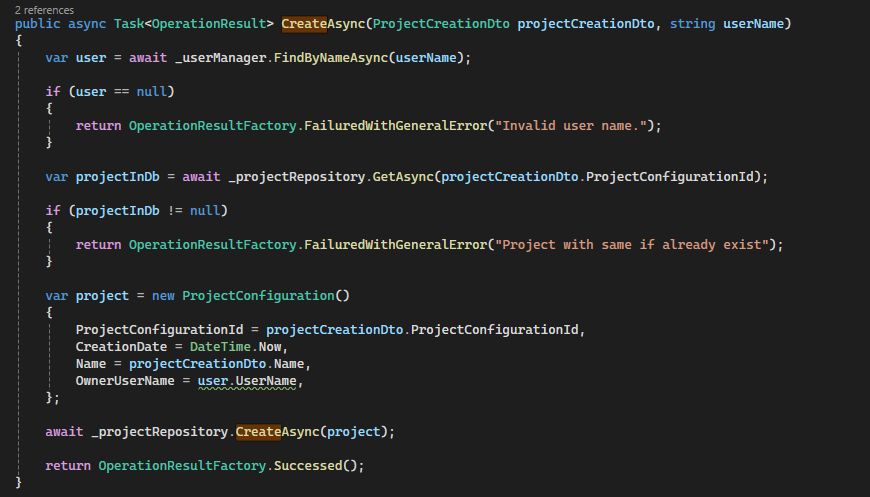 2 references
public async Task<OperationResult> CreateAsync(ProjectCreationDto projectCreationDto, string userName)
{
    var user = await _userManager.FindByNameAsync(userName);

    if (user == null)
    {
        return OperationResultFactory.FailuredWithGeneralError("Invalid user name.");
    }

    var projectInDb = await _projectRepository.GetAsync(projectCreationDto.ProjectConfigurationId);

    if (projectInDb != null)
    {
        return OperationResultFactory.FailuredWithGeneralError("Project with same if already exist");
    }

    var project = new ProjectConfiguration()
    {
        ProjectConfigurationId = projectCreationDto.ProjectConfigurationId,
        CreationDate = DateTime.Now,
        Name = projectCreationDto.Name,
        OwnerUserName = user.UserName,
    };

    await _projectRepository.CreateAsync(project);

    return OperationResultFactory.Successed();
}